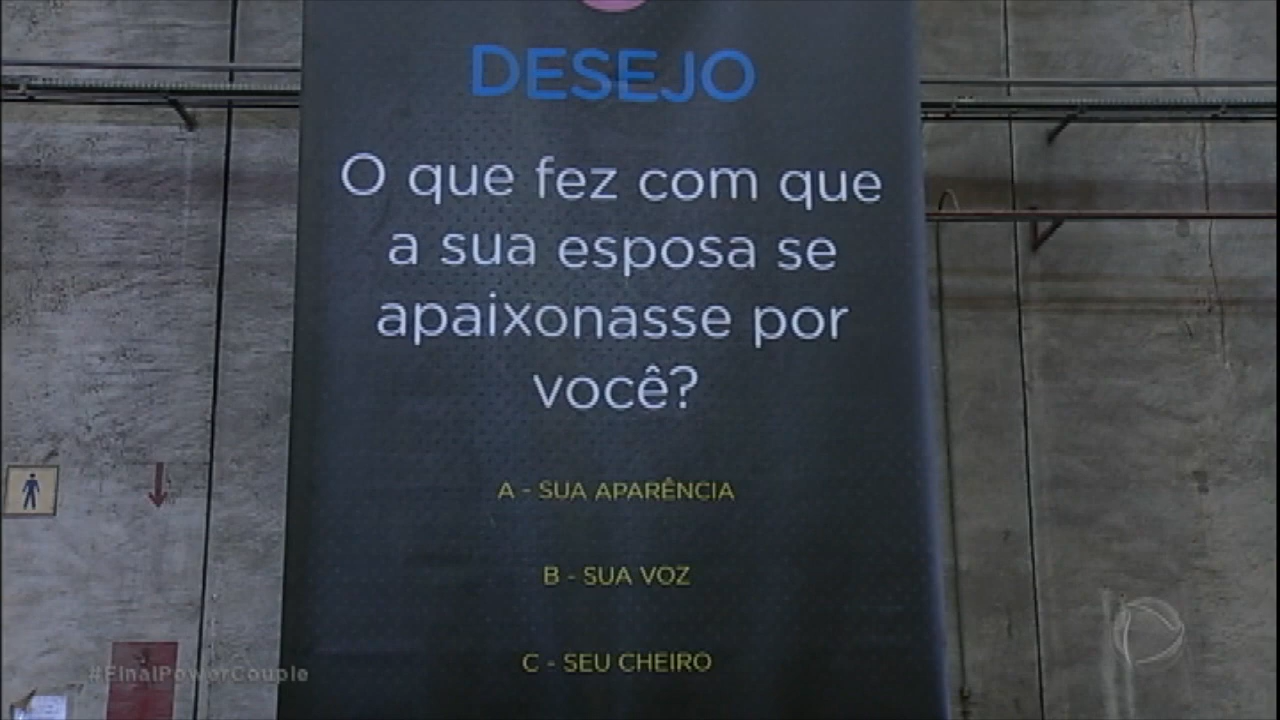 DESEJO
O que fez com que
a sua esposa se
apaixonasse por
você?
A - SUA APARÊNCIA
B - SUA VOZ
C - SEU CHEIRO
#FinalPowerCouple